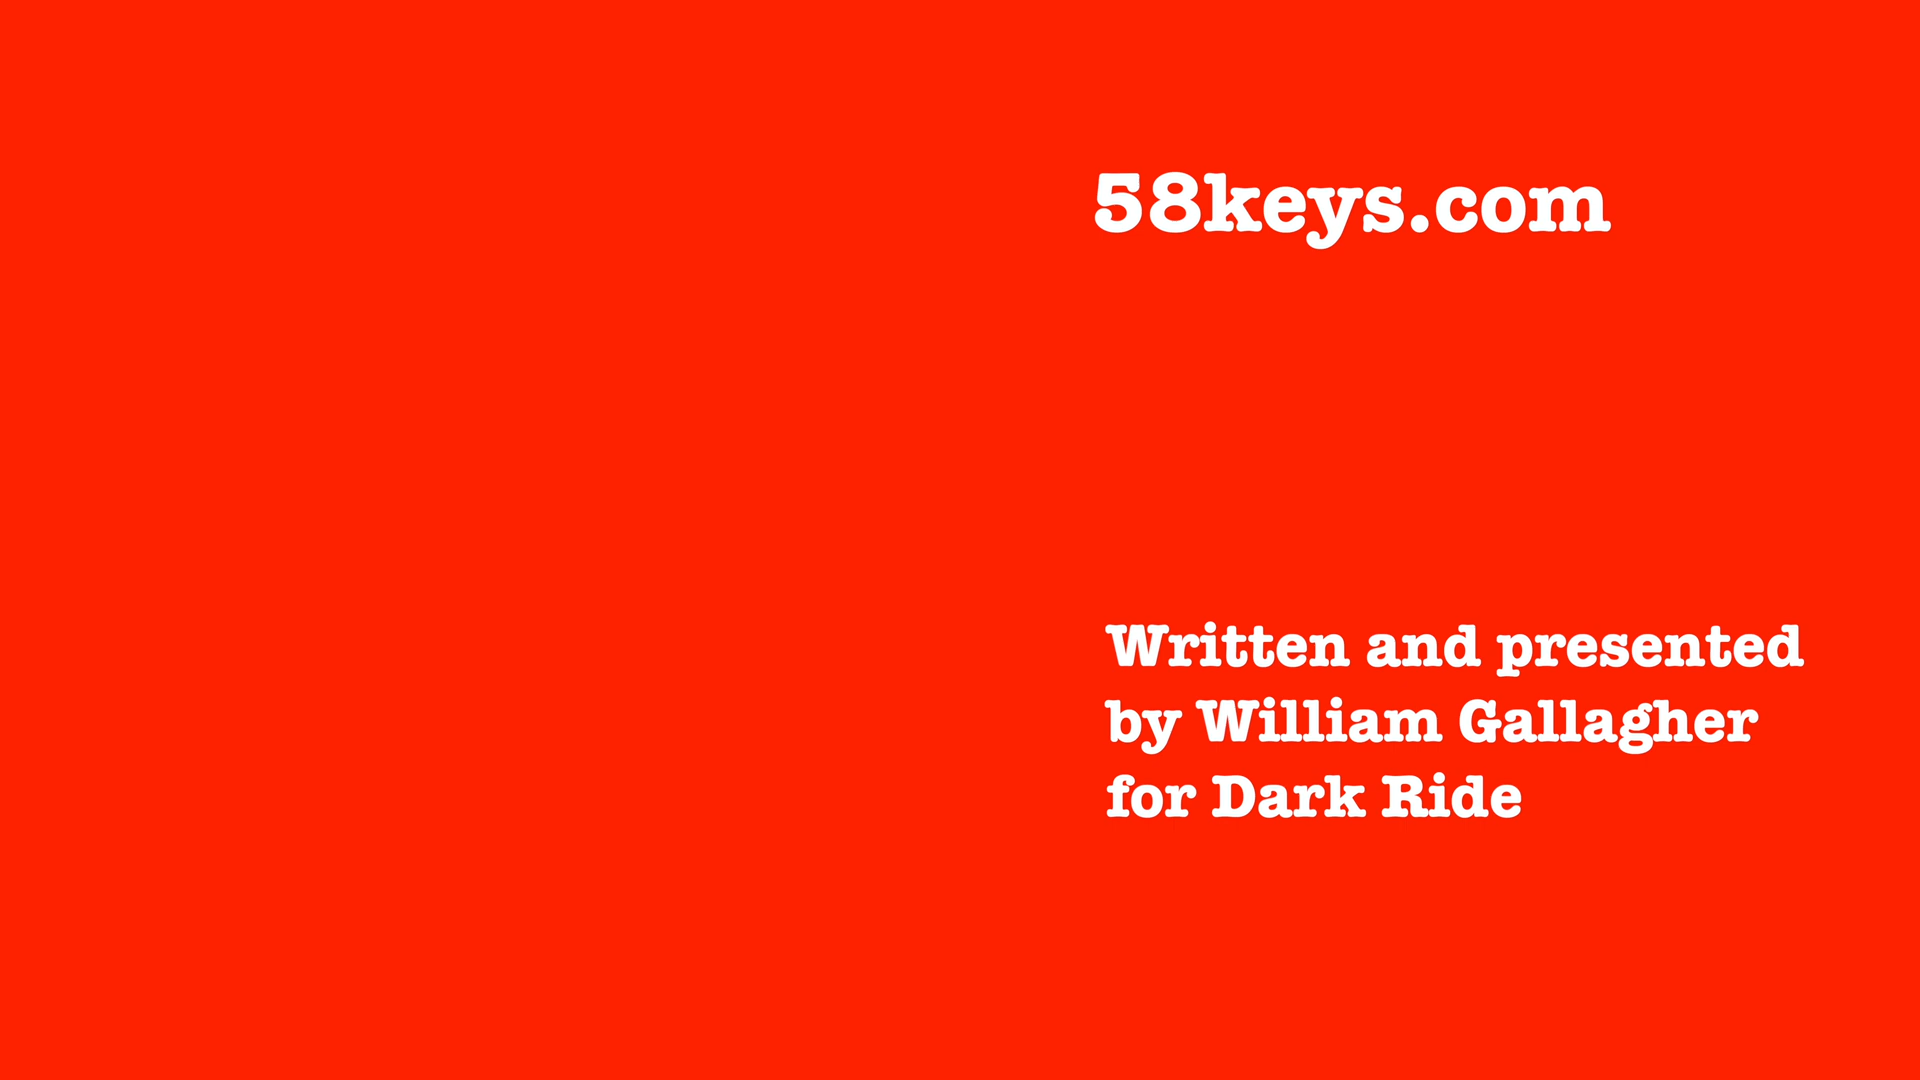 58keys.com
Written and presented
by William Gallagher
for Dark Ride